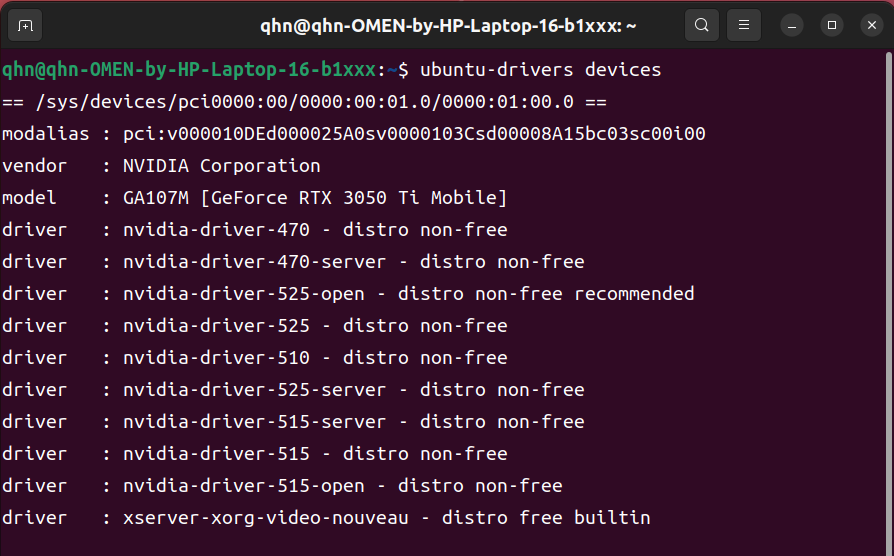 qhn@qhn-OMEN-by-HP-Laptop-16-b1xxx: ~
qhn@qhn-OMEN-by-HP-Laptop-16-b1xxx:~$ ubuntu-drivers devices
== /sys/devices/pci0000:00/0000:00:01.0/0000:01:00.0 ==
modalias : pci:v000010DEd000025A0sv0000103Csd00008A15bc03sc00i00
vendor   : NVIDIA Corporation
model    : GA107M [GeForce RTX 3050 Ti Mobile]
driver   : nvidia-driver-470 - distro non-free
driver   : nvidia-driver-470-server - distro non-free
driver   : nvidia-driver-525-open - distro non-free recommended
driver   : nvidia-driver-525 - distro non-free
driver   : nvidia-driver-510 - distro non-free
driver   : nvidia-driver-525-server - distro non-free
driver   : nvidia-driver-515-server - distro non-free
driver   : nvidia-driver-515 - distro non-free
driver   : nvidia-driver-515-open - distro non-free
driver   : xserver-xorg-video-nouveau - distro free builtin